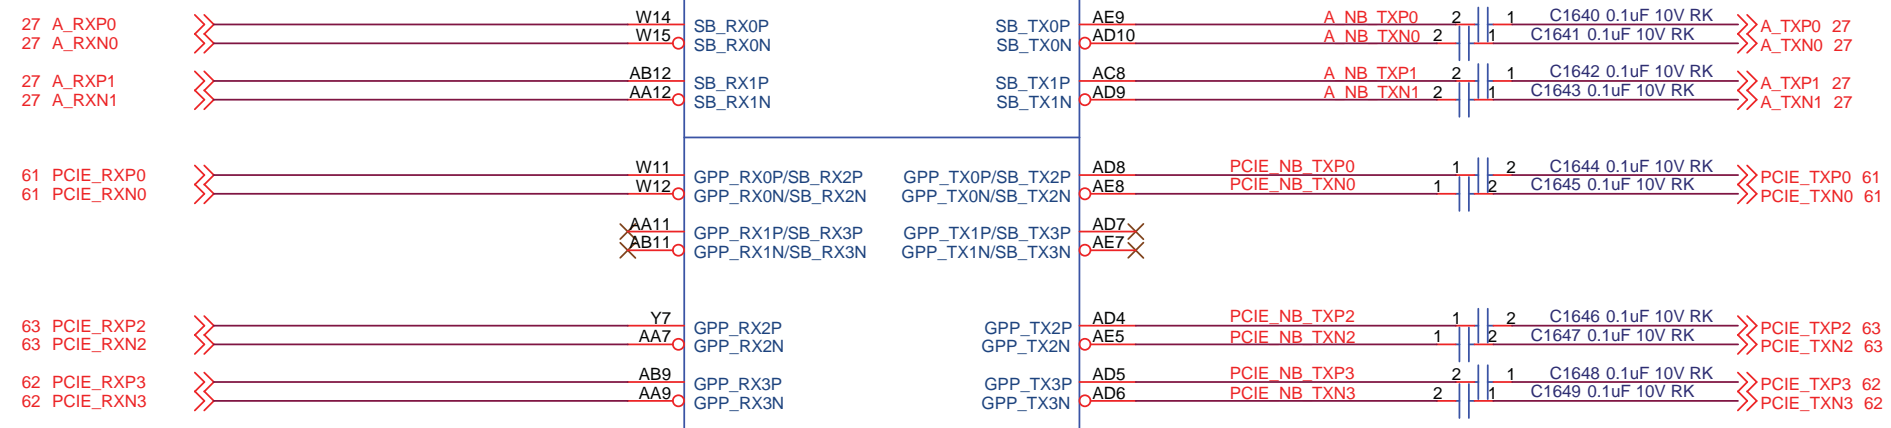 27 A_RXP0 W14 SB_RX0P SB_TX0P AE9 A_NB_TXP0 2 1 C1640 0.1uF 10V RK A_TXP0 27
27 A_RXN0 W15 SB_RX0N SB_TX0N AD10 A_NB_TXN0 2 1 C1641 0.1uF 10V RK A_TXN0 27
27 A_RXP1 AB12 SB_RX1P SB_TX1P AC8 A_NB_TXP1 2 1 C1642 0.1uF 10V RK A_TXP1 27
27 A_RXN1 AA12 SB_RX1N SB_TX1N AD9 A_NB_TXN1 2 1 C1643 0.1uF 10V RK A_TXN1 27
61 PCIE_RXP0 W11 GPP_RX0P/SB_RX2P GPP_TX0P/SB_TX2P AD8 PCIE_NB_TXP0 1 2 C1644 0.1uF 10V RK PCIE_TXP0 61
61 PCIE_RXN0 W12 GPP_RX0N/SB_RX2N GPP_TX0N/SB_TX2N AE8 PCIE_NB_TXN0 1 2 C1645 0.1uF 10V RK PCIE_TXN0 61
AA11 GPP_RX1P/SB_RX3P GPP_TX1P/SB_TX3P AD7
AB11 GPP_RX1N/SB_RX3N GPP_TX1N/SB_TX3N AE7
63 PCIE_RXP2 Y7 GPP_RX2P GPP_TX2P AD4 PCIE_NB_TXP2 1 2 C1646 0.1uF 10V RK PCIE_TXP2 63
63 PCIE_RXN2 AA7 GPP_RX2N GPP_TX2N AE5 PCIE_NB_TXN2 1 2 C1647 0.1uF 10V RK PCIE_TXN2 63
62 PCIE_RXP3 AB9 GPP_RX3P GPP_TX3P AD5 PCIE_NB_TXP3 2 1 C1648 0.1uF 10V RK PCIE_TXP3 62
62 PCIE_RXN3 AA9 GPP_RX3N GPP_TX3N AD6 PCIE_NB_TXN3 2 1 C1649 0.1uF 10V RK PCIE_TXN3 62